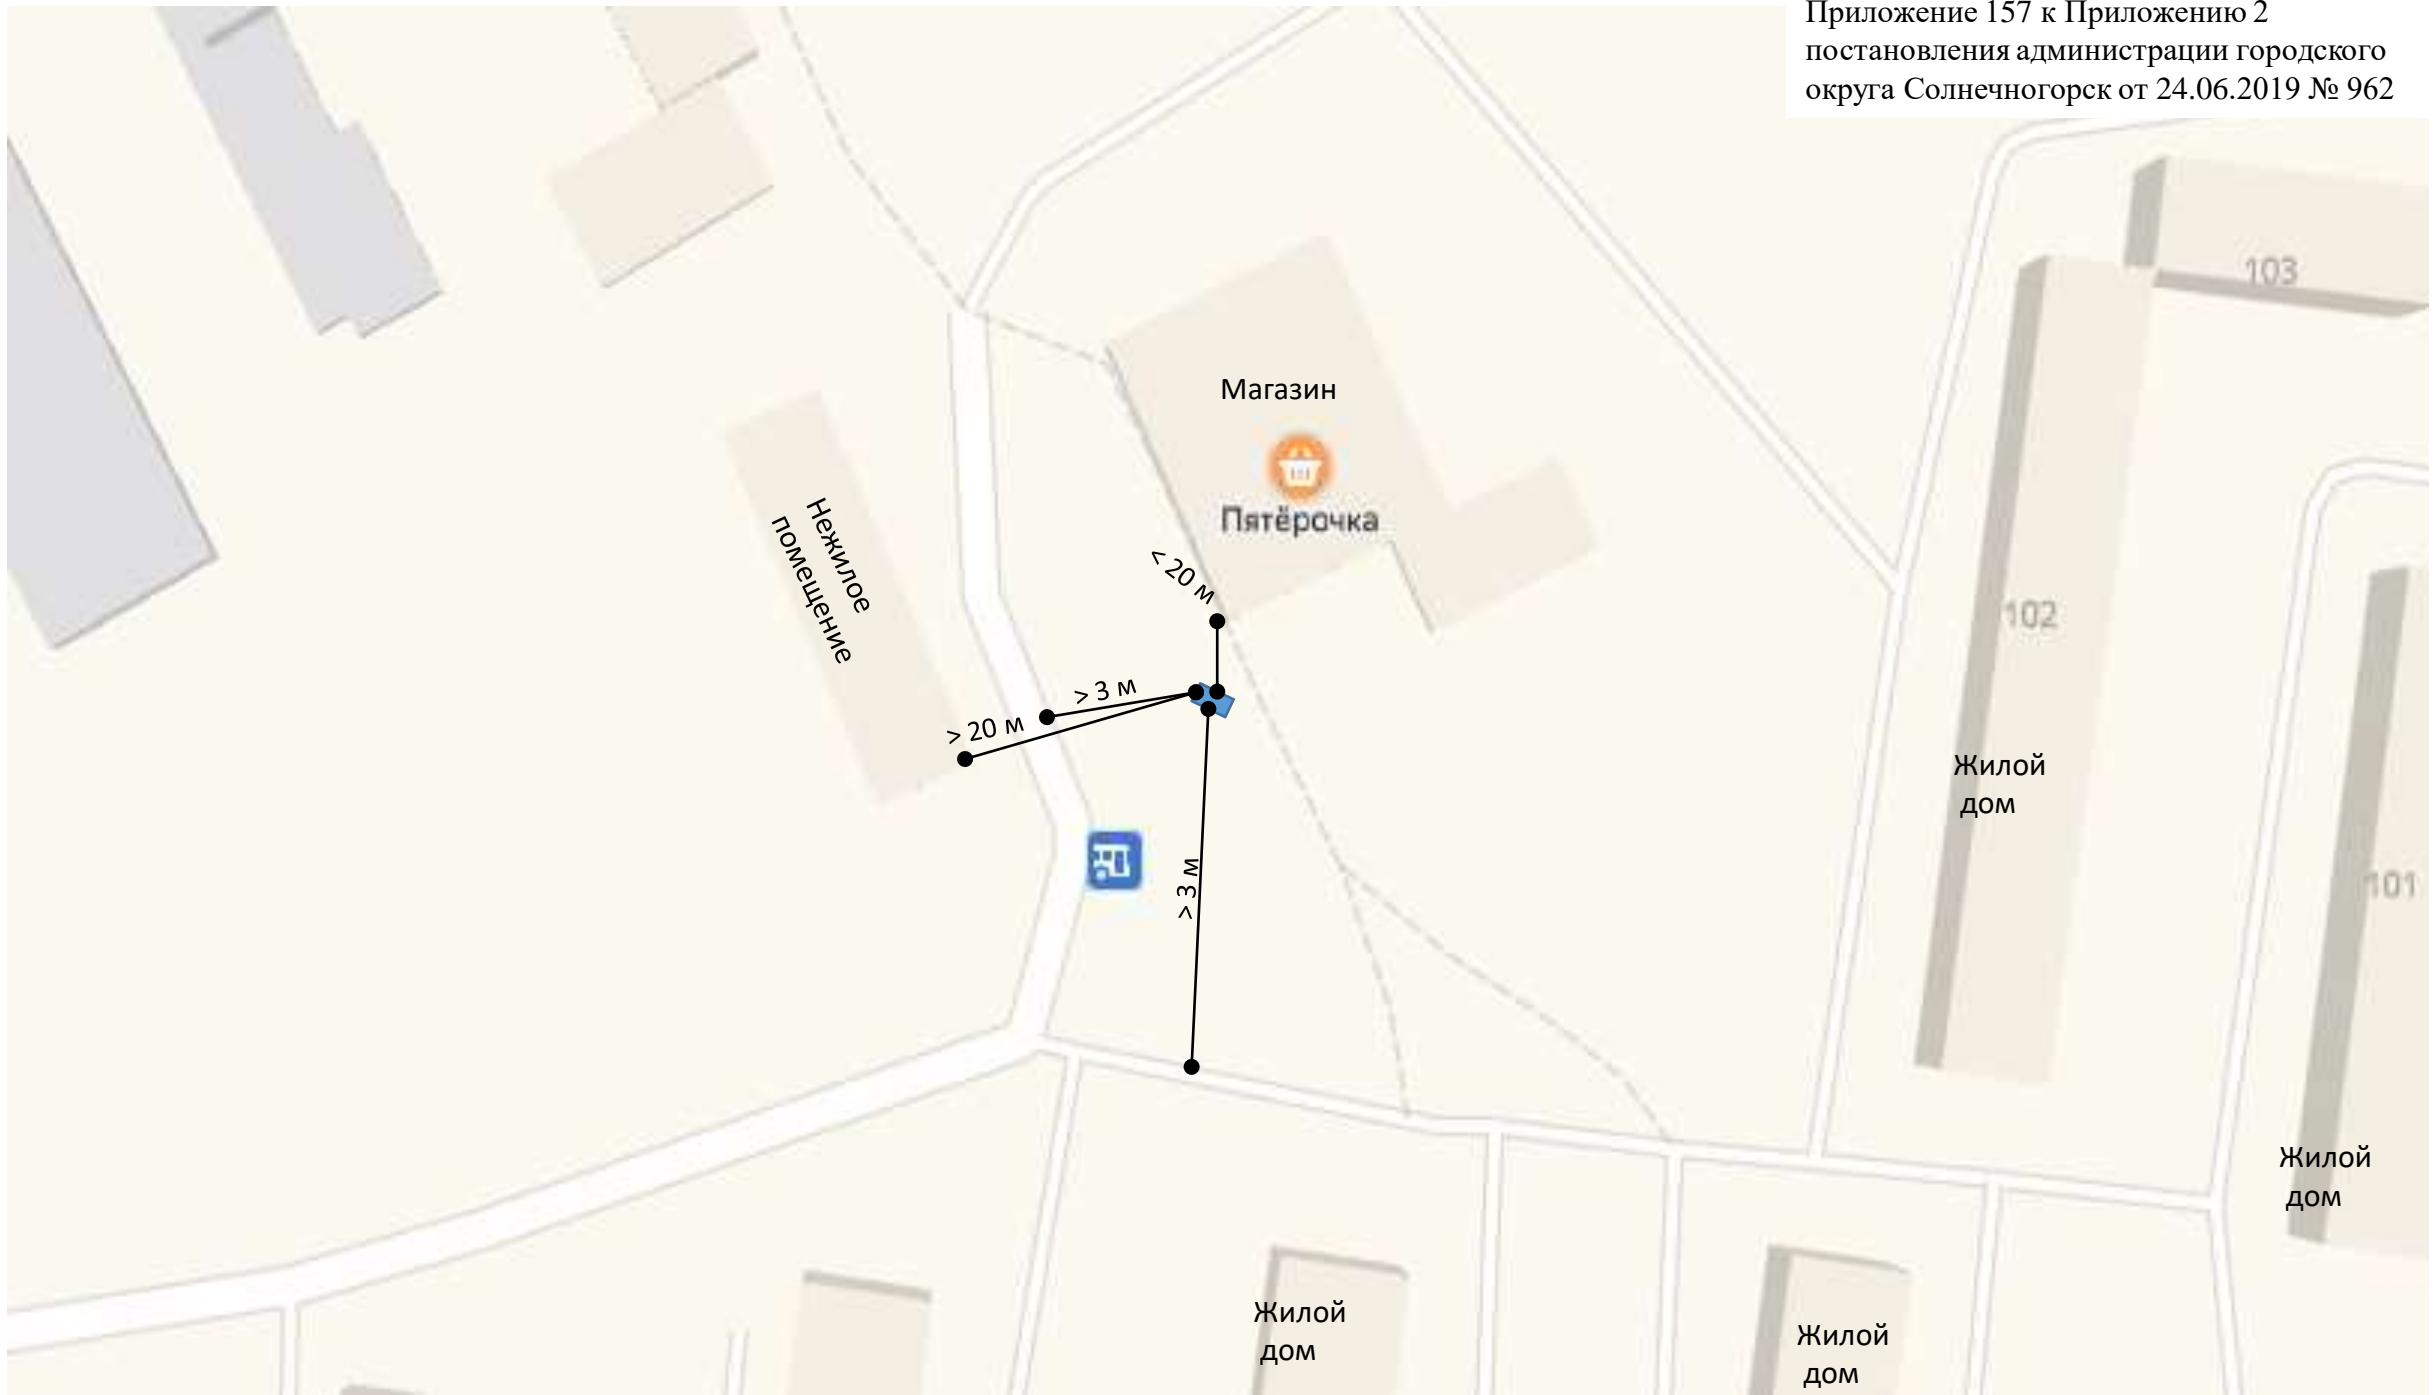 Приложение 157 к Приложению 2
постановления администрации городского
округа Солнечногорск от 24.06.2019 № 962
103
Магазин
Пятёрочка
Нежилое
помещение
< 20 м
102
> 3 м
> 20 м
Жилой
дом
> 3 м
101
Жилой
дом
Жилой
дом
Жилой
дом